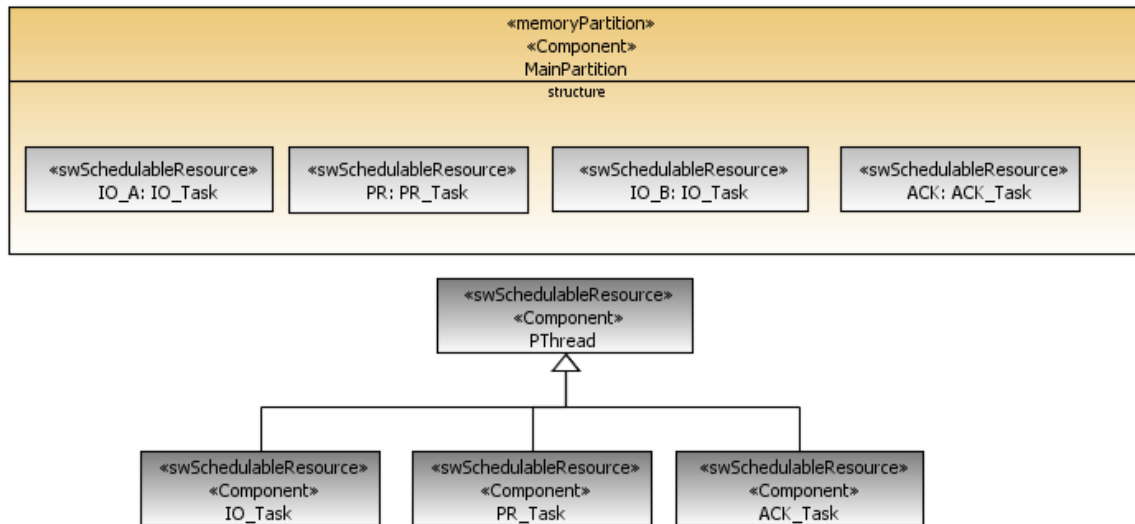 «memoryPartition»
«Component»
MainPartition
structure
«swSchedulableResource»
IO_A: IO_Task
«swSchedulableResource»
PR: PR_Task
«swSchedulableResource»
IO_B: IO_Task
«swSchedulableResource»
ACK: ACK_Task
«swSchedulableResource»
«Component»
PThread
«swSchedulableResource»
«Component»
IO_Task
«swSchedulableResource»
«Component»
PR_Task
«swSchedulableResource»
«Component»
ACK_Task